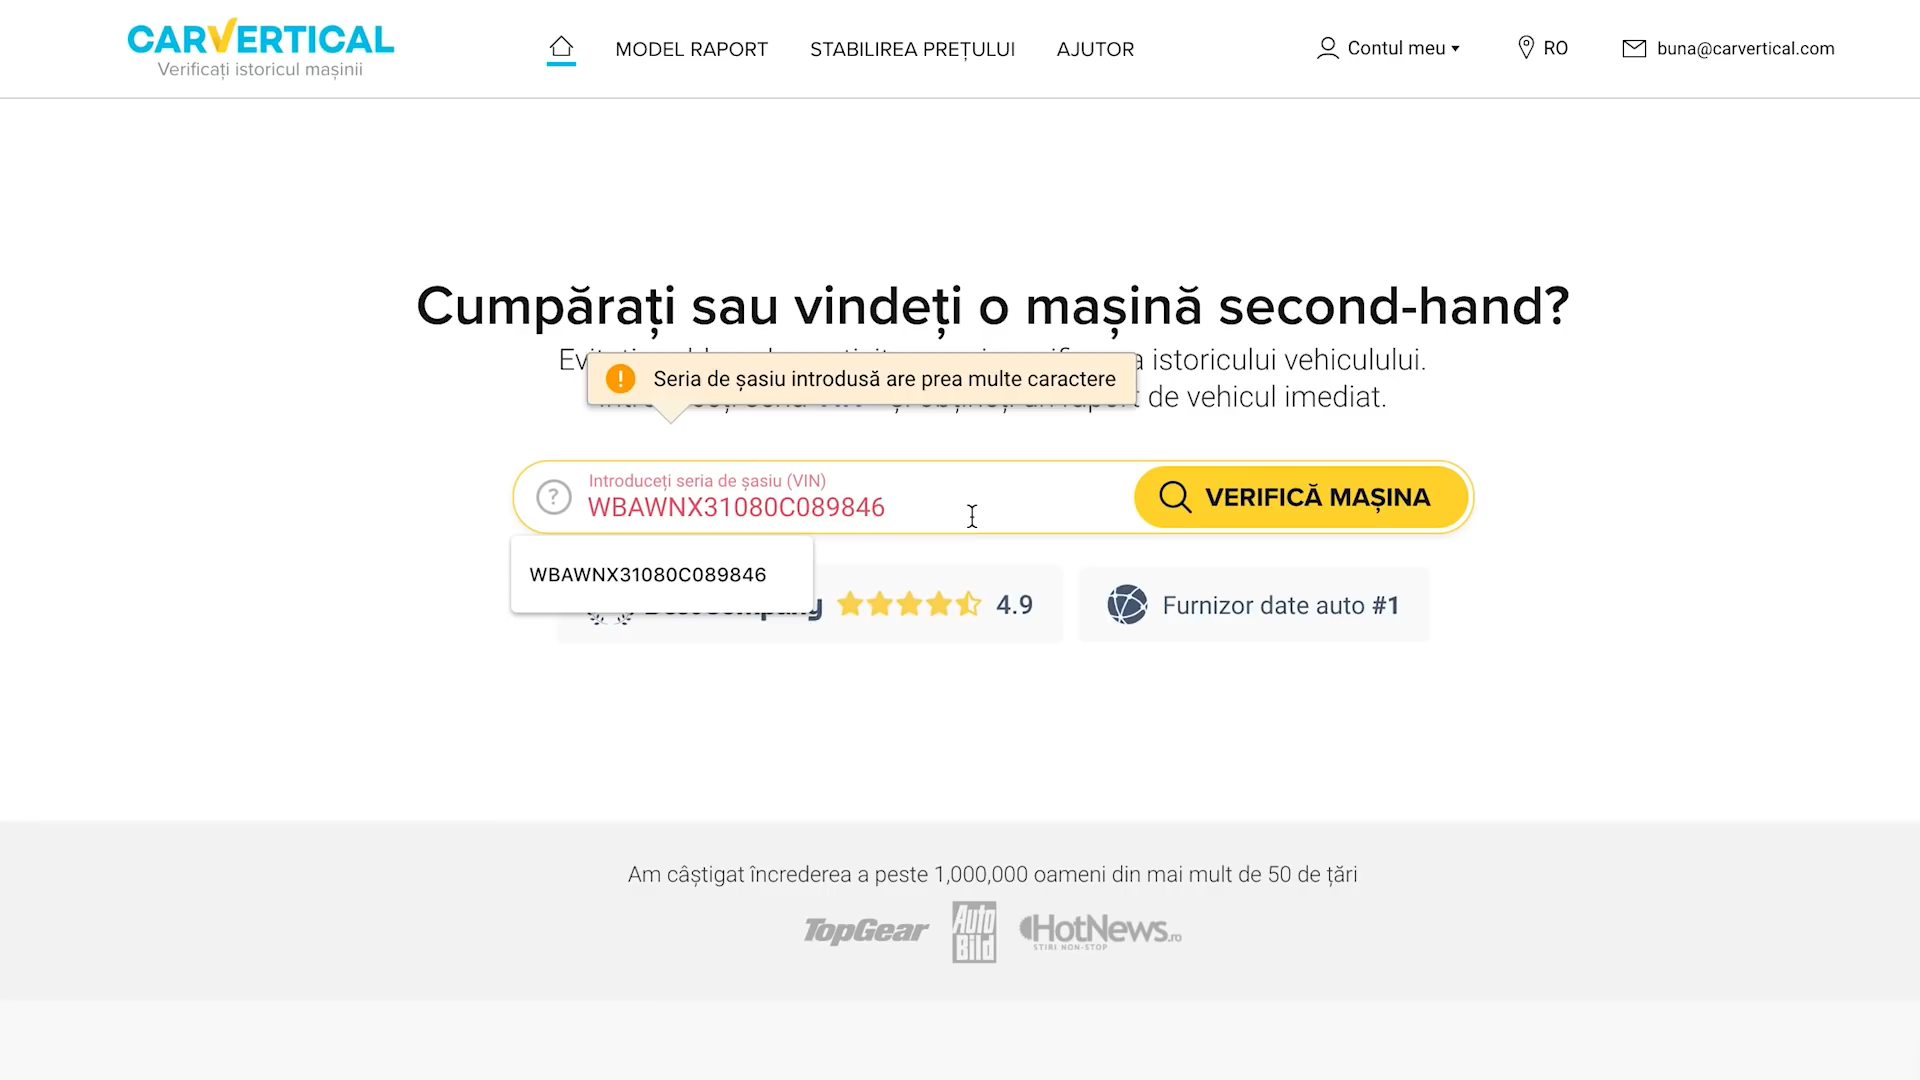 CARVERTICAL
Verificați istoricul mașinii
MODEL RAPORT
STABILIREA PREȚULUI
AJUTOR
Contul meu
RO
buna@carvertical.com
Cumpărați sau vindeți o mașină second-hand?
istoricului vehiculului.
Seria de șasiu introdusă are prea multe caractere
de vehicul imediat.
Introduceți seria de șasiu (VIN)
WBAWNX31080C089846
VERIFICĂ MAȘINA
WBAWNX31080C089846
4.9
Furnizor date auto #1
Am câștigat încrederea a peste 1,000,000 oameni din mai mult de 50 de țări
TopGear
Auto
Bild
HotNews.ro
STIRI NON-STOP